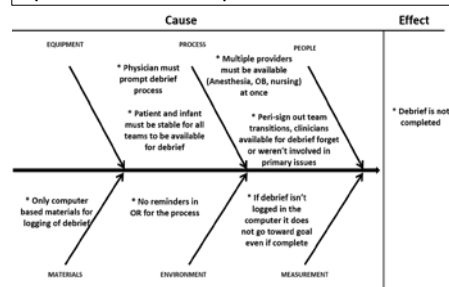 Cause
Effect
EQUIPMENT
PROCESS
PEOPLE
* Physician must
prompt debrief
process
* Patient and infant
must be stable for all
teams to be available
for debrief
* Multiple providers
must be available
(Anesthesia, OB, nursing)
at once
* Peri-sign out team
transitions, clinicians
available for debrief forget
or weren't involved in
primary issues
* Debrief is not
completed
* Only computer
based materials for
logging of debrief
* No reminders in
OR for the process
* If debrief isn't
logged in the
computer it does
not go toward goal
even if complete
MATERIALS
ENVIRONMENT
MEASUREMENT